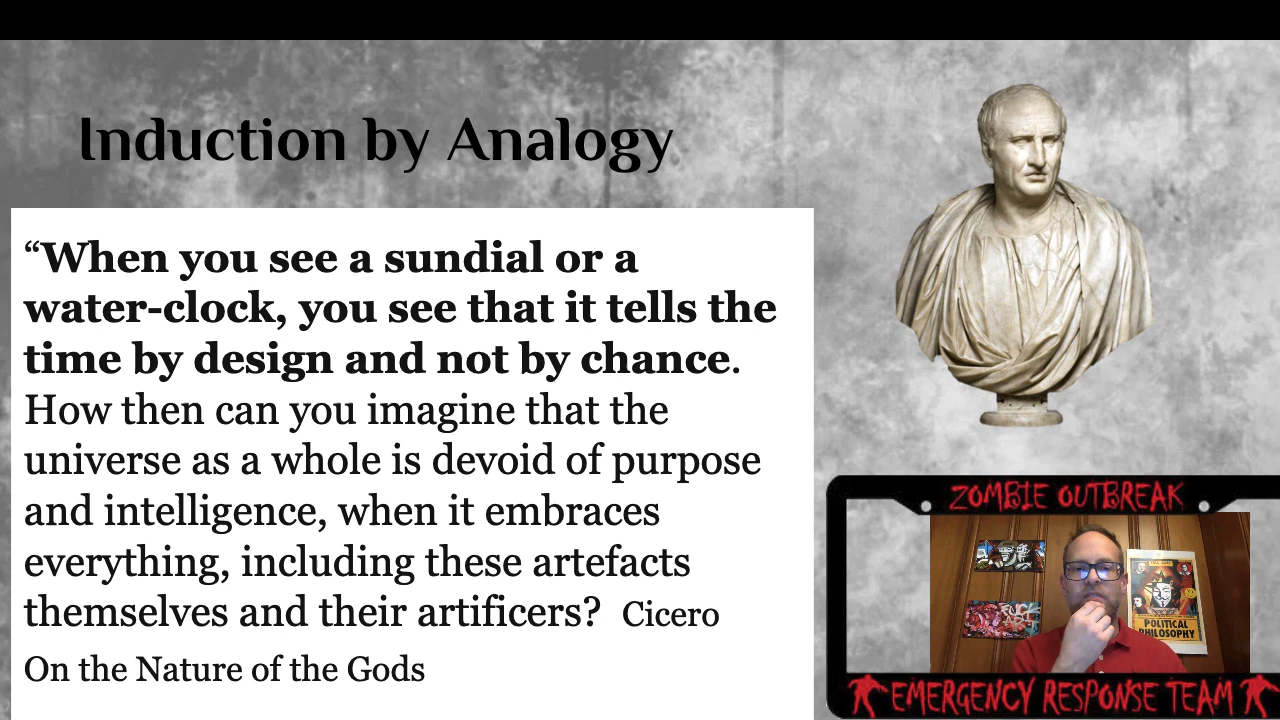 Induction by Analogy
“When you see a sundial or a
water-clock, you see that it tells the
time by design and not by chance.
How then can you imagine that the
universe as a whole is devoid of purpose
and intelligence, when it embraces
everything, including these artefacts
themselves and their artificers? Cicero
On the Nature of the Gods
ZOMBIE OUTBREAK
FUCK
ART
POLITICAL
PHILOSOPHY
EMERGENCY RESPONSE TEAM